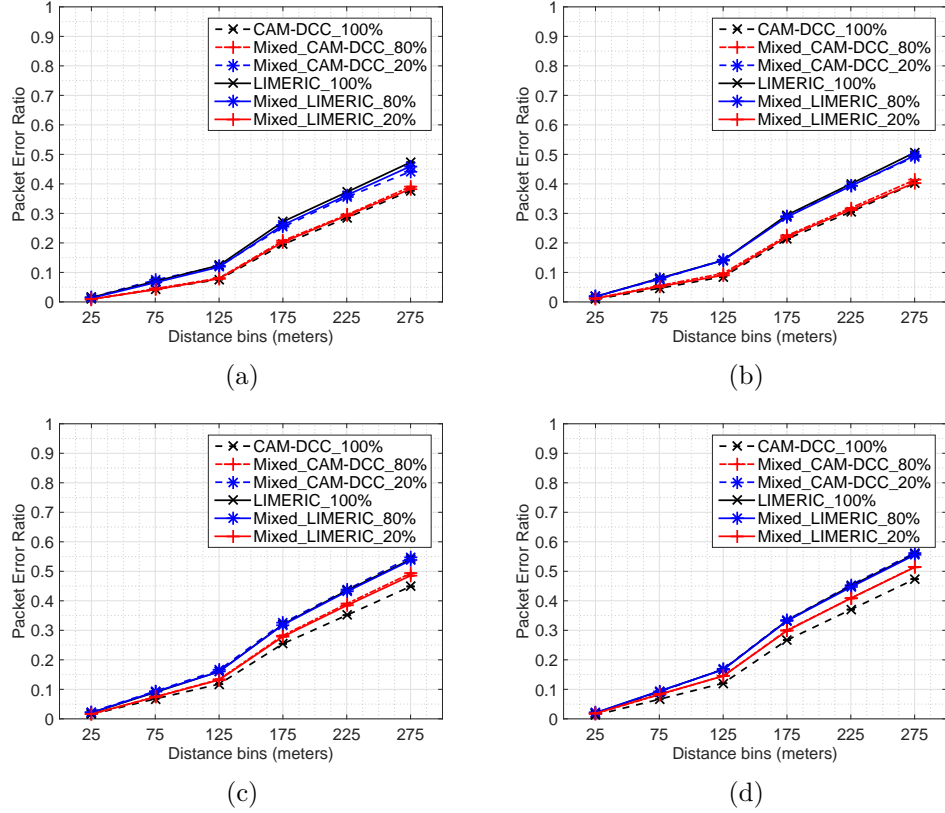 1
0.9
0.8
0.7
0.6
0.5
0.4
0.3
0.2
0.1
0
Packet Error Ratio
CAM-DCC_100%
Mixed_CAM-DCC_80%
Mixed_CAM-DCC_20%
LIMERIC_100%
Mixed_LIMERIC_80%
Mixed_LIMERIC_20%
25 75 125 175 225 275
Distance bins (meters)
(a)
1
0.9
0.8
0.7
0.6
0.5
0.4
0.3
0.2
0.1
0
Packet Error Ratio
CAM-DCC_100%
Mixed_CAM-DCC_80%
Mixed_CAM-DCC_20%
LIMERIC_100%
Mixed_LIMERIC_80%
Mixed_LIMERIC_20%
25 75 125 175 225 275
Distance bins (meters)
(b)
1
0.9
0.8
0.7
0.6
0.5
0.4
0.3
0.2
0.1
0
Packet Error Ratio
CAM-DCC_100%
Mixed_CAM-DCC_80%
Mixed_CAM-DCC_20%
LIMERIC_100%
Mixed_LIMERIC_80%
Mixed_LIMERIC_20%
25 75 125 175 225 275
Distance bins (meters)
(c)
1
0.9
0.8
0.7
0.6
0.5
0.4
0.3
0.2
0.1
0
Packet Error Ratio
CAM-DCC_100%
Mixed_CAM-DCC_80%
Mixed_CAM-DCC_20%
LIMERIC_100%
Mixed_LIMERIC_80%
Mixed_LIMERIC_20%
25 75 125 175 225 275
Distance bins (meters)
(d)